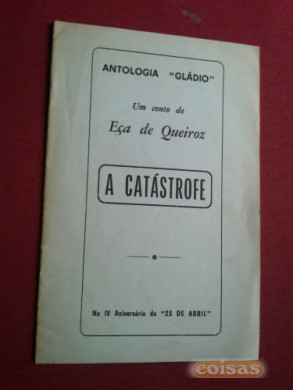 ANTOLOGIA "GLÁDIO"
Um conto de
Eça de Queiroz
A CATÁSTROFE
No IV Aniversário do "25 DE ABRIL"
coisas